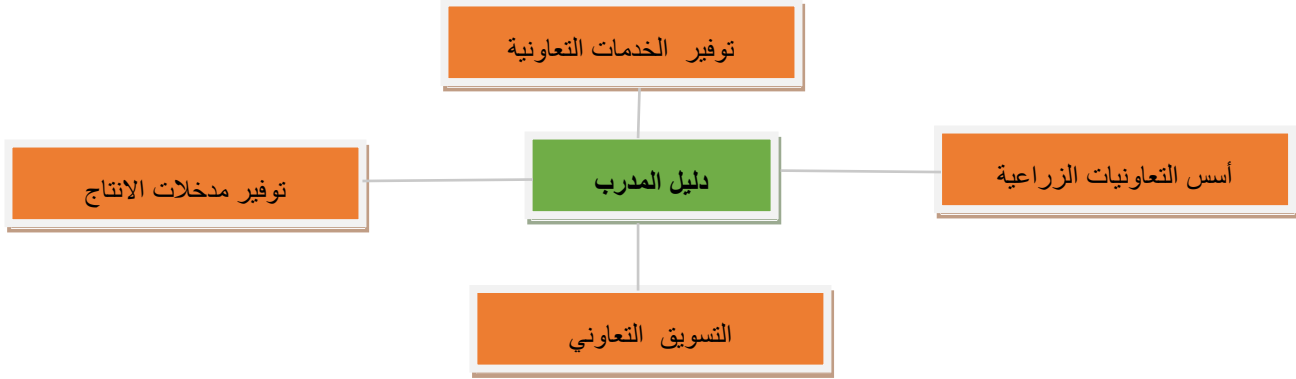 توفير الخدمات التعاونية
أسس التعاونيات الزراعية
دليل المدرب
توفير مدخلات الانتاج
التسويق التعاوني